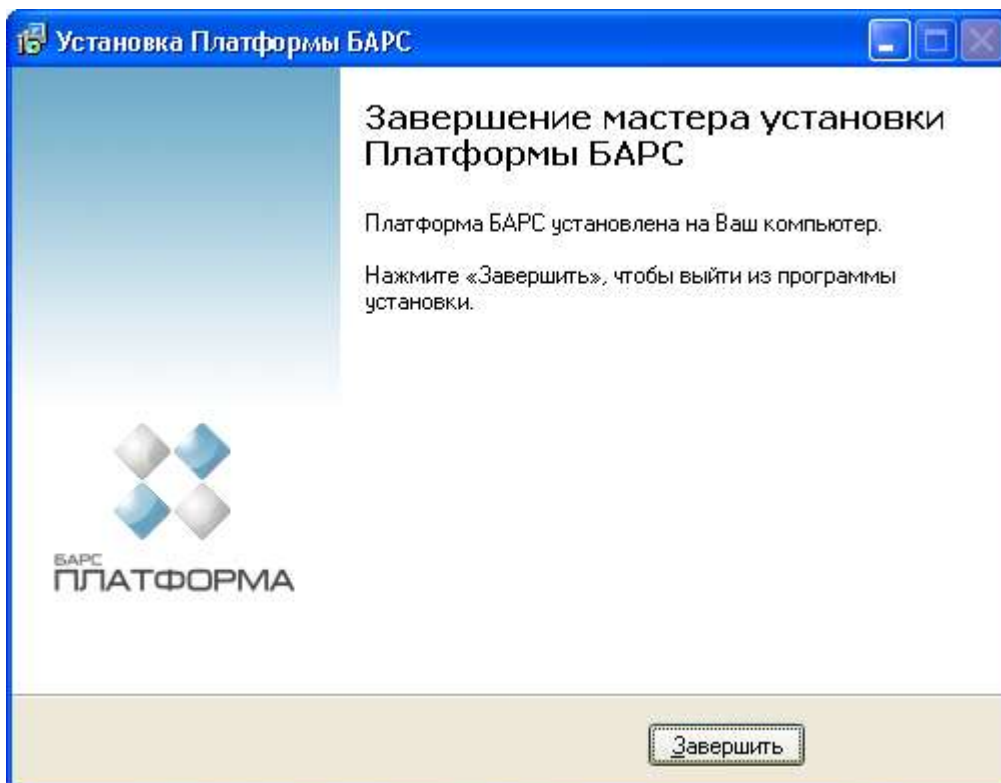 Установка Платформы БАРС
Завершение мастера установки
Платформы БАРС
Платформа БАРС установлена на Ваш компьютер.
Нажмите «Завершить», чтобы выйти из программы
установки.
БАРС
ПЛАТФОРМА
Завершить